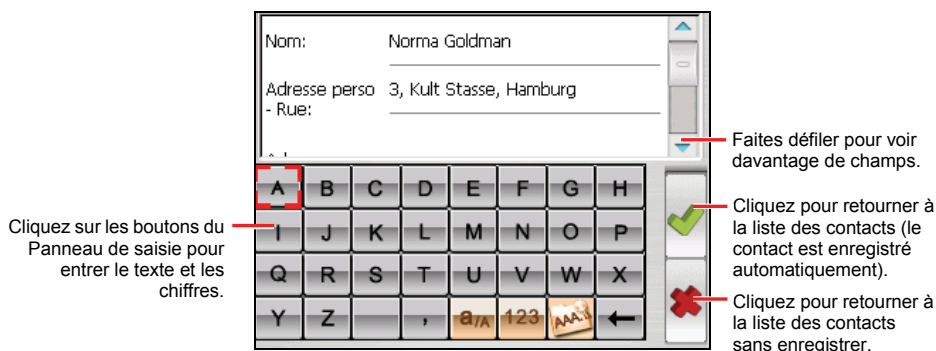 Nom: Norma Goldman
Adresse perso 3, Kult Stasse, Hamburg
- Rue:
A B C D E F G H
I J K L M N O P
Q R S T U V W X
Y Z , a/A 123 AAA.. ←
Cliquez sur les boutons du
Panneau de saisie pour
entrer le texte et les
chiffres.
Faites défiler pour voir
davantage de champs.
Cliquez pour retourner à
la liste des contacts (le
contact est enregistré
automatiquement).
Cliquez pour retourner à
la liste des contacts
sans enregistrer.